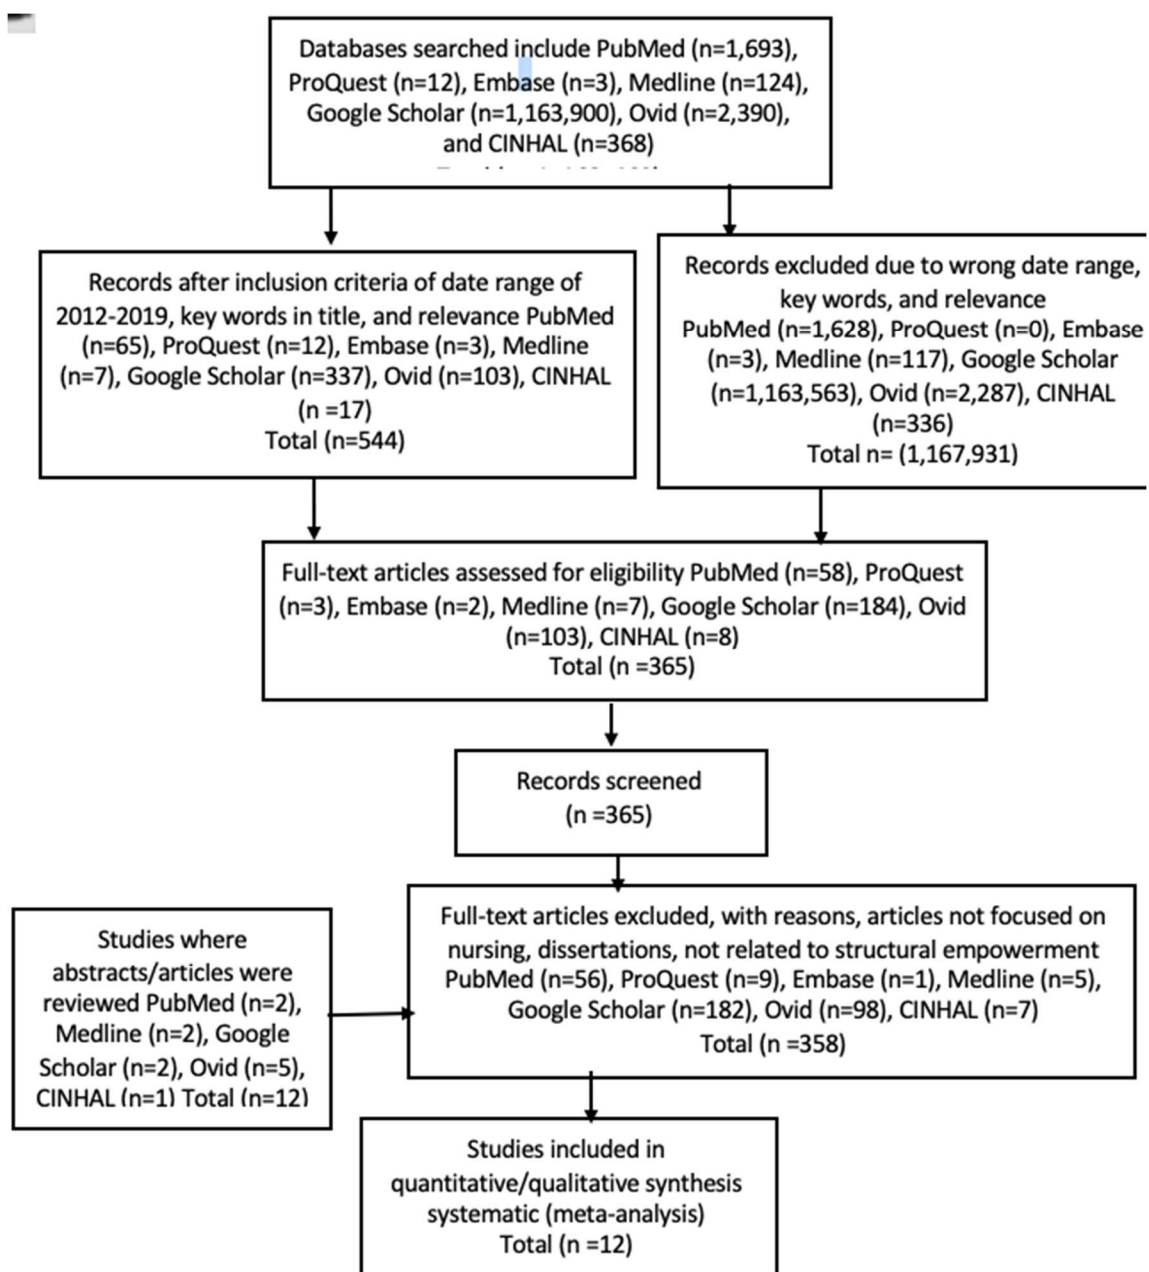 Databases searched include PubMed (n=1,693),
ProQuest (n=12), Embase (n=3), Medline (n=124),
Google Scholar (n=1,163,900), Ovid (n=2,390),
and CINHAL (n=368)
Records after inclusion criteria of date range of
2012-2019, key words in title, and relevance PubMed
(n=65), ProQuest (n=12), Embase (n=3), Medline
(n=7), Google Scholar (n=337), Ovid (n=103), CINHAL
(n =17)
Total (n=544)
Records excluded due to wrong date range,
key words, and relevance
PubMed (n=1,628), ProQuest (n=0), Embase
(n=3), Medline (n=117), Google Scholar
(n=1,163,563), Ovid (n=2,287), CINHAL
(n=336)
Total n= (1,167,931)
Full-text articles assessed for eligibility PubMed (n=58), ProQuest
(n=3), Embase (n=2), Medline (n=7), Google Scholar (n=184), Ovid
(n=103), CINHAL (n=8)
Total (n =365)
Records screened
(n =365)
Studies where
abstracts/articles were
reviewed PubMed (n=2),
Medline (n=2), Google
Scholar (n=2), Ovid (n=5),
CINHAL (n=1) Total (n=12)
Full-text articles excluded, with reasons, articles not focused on
nursing, dissertations, not related to structural empowerment
PubMed (n=56), ProQuest (n=9), Embase (n=1), Medline (n=5),
Google Scholar (n=182), Ovid (n=98), CINHAL (n=7)
Total (n =358)
Studies included in
quantitative/qualitative synthesis
systematic (meta-analysis)
Total (n =12)